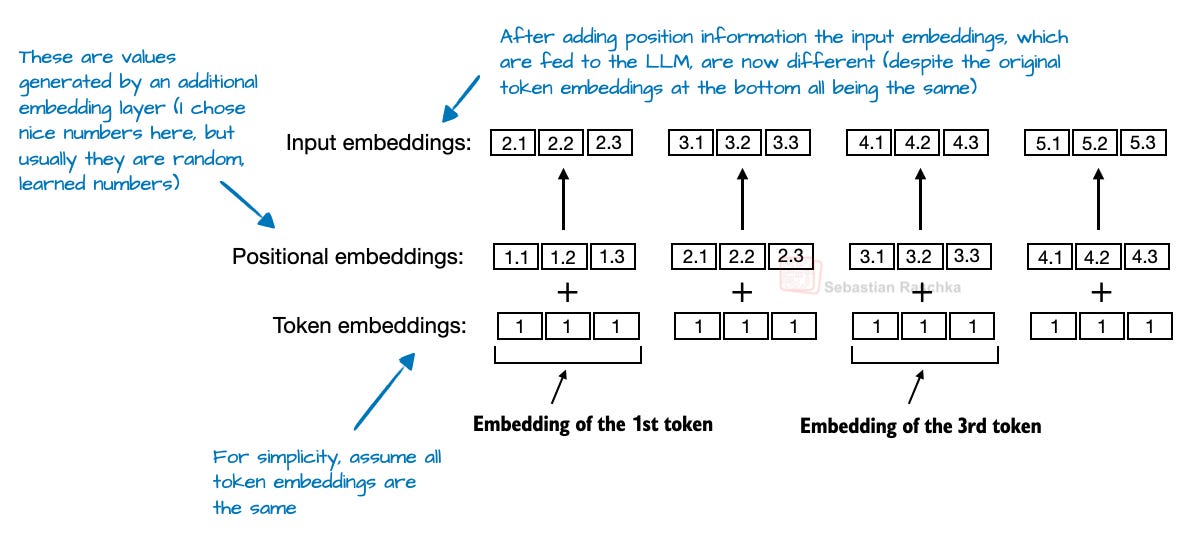 These are values
generated by an additional
embedding layer (I chose
nice numbers here, but
usually they are random,
learned numbers)
After adding position information the input embeddings, which
are fed to the LLM, are now different (despite the original
token embeddings at the bottom all being the same)
Input embeddings: 2.1 2.2 2.3 3.1 3.2 3.3 4.1 4.2 4.3 5.1 5.2 5.3
Positional embeddings: 1.1 1.2 1.3 2.1 2.2 2.3 3.1 3.2 3.3 4.1 4.2 4.3
Sebastian Raschka
+ + + +
Token embeddings: 1 1 1 1 1 1 1 1 1 1 1 1
Embedding of the 1st token Embedding of the 3rd token
For simplicity, assume all
token embeddings are
the same